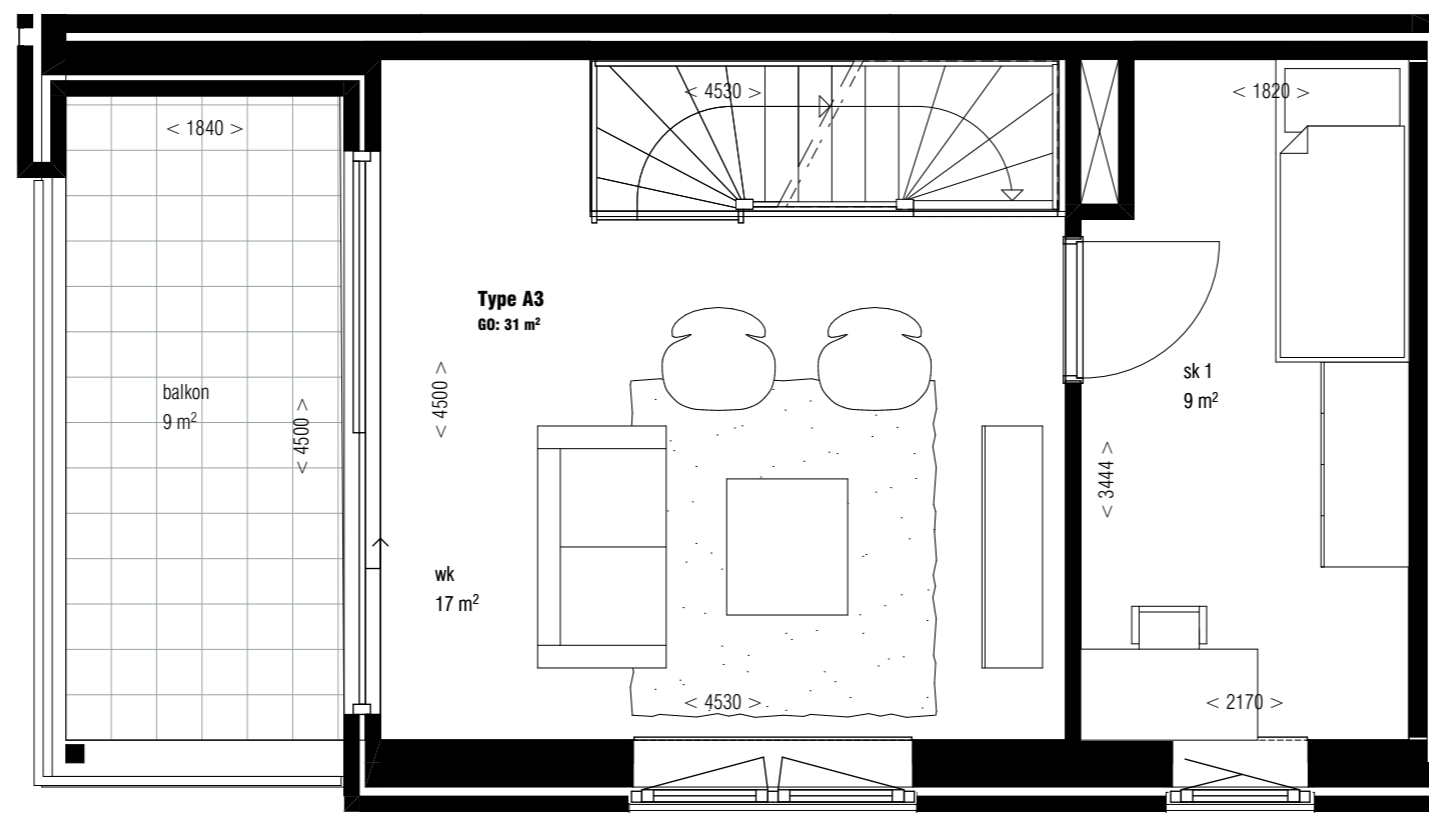 < 4530 >
< 1820 >
< 1840 >
Type A3
GO: 31 m²
balkon
9 m²
< 4500 >
< 4500 >
sk 1
9 m²
< 3444 >
wk
17 m²
< 4530 >
< 2170 >